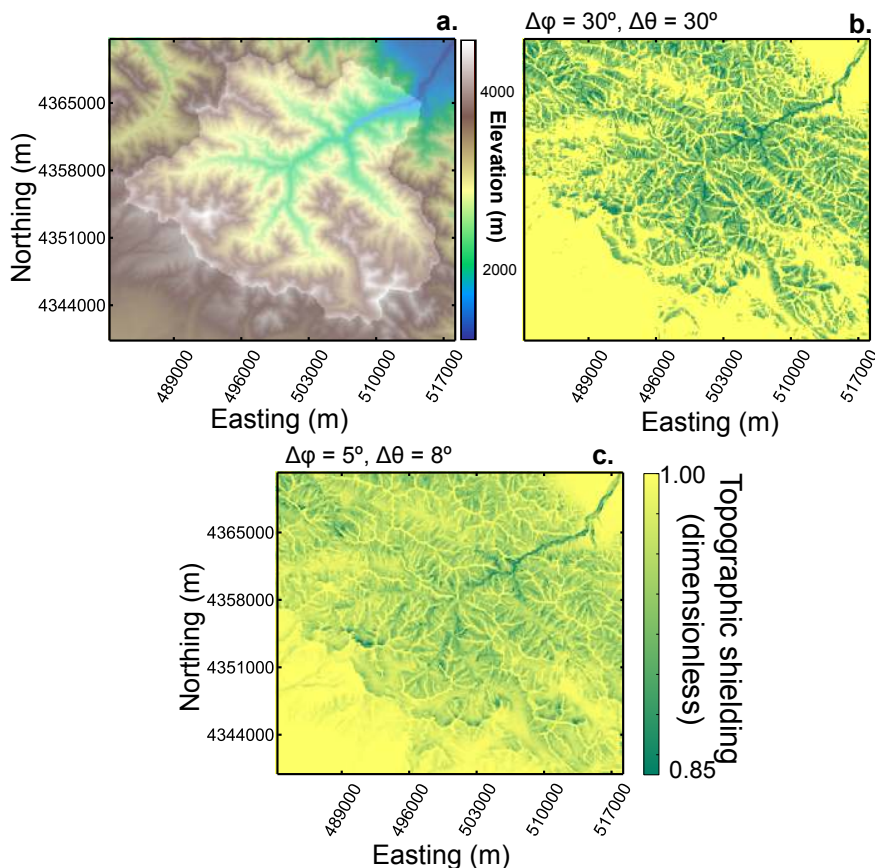 a.
4365000
4358000
4351000
4344000
Northing (m)
489000
496000
503000
510000
517000
Easting (m)
4000
2000
Elevation (m)
Δφ = 30º, Δθ = 30º
b.
489000
496000
503000
510000
517000
Easting (m)
Δφ = 5º, Δθ = 8º
c.
4365000
4358000
4351000
4344000
Northing (m)
489000
496000
503000
510000
517000
Easting (m)
1.00
0.85
Topographic shielding
(dimensionless)